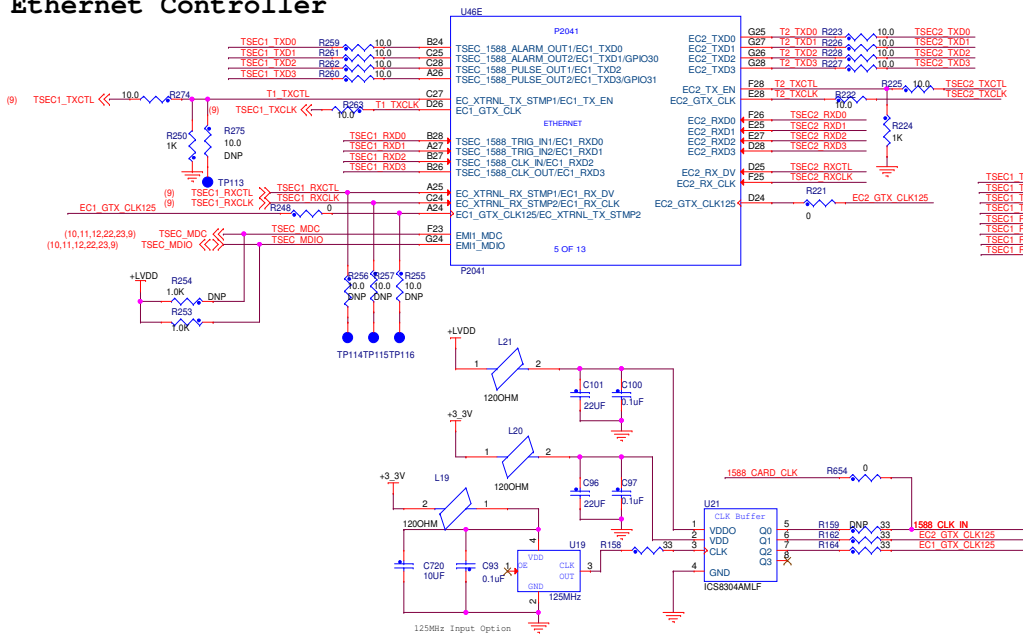 Ethernet Controller
U46E
P2041
TSEC1_TXD0 R259 10.0 B24 TSEC_1588_ALARM_OUT1/EC1_TXD0
TSEC1_TXD1 R261 10.0 C25 TSEC_1588_ALARM_OUT2/EC1_TXD1/GPIO30
TSEC1_TXD2 R262 10.0 C28 TSEC_1588_PULSE_OUT1/EC1_TXD2
TSEC1_TXD3 R260 10.0 A26 TSEC_1588_PULSE_OUT2/EC1_TXD3/GPIO31
EC2_TXD0 G25 T2_TXD0 R223 10.0 TSEC2_TXD0
EC2_TXD1 G27 T2_TXD1 R226 10.0 TSEC2_TXD1
EC2_TXD2 G26 T2_TXD2 R228 10.0 TSEC2_TXD2
EC2_TXD3 G28 T2_TXD3 R227 10.0 TSEC2_TXD3
(9) TSEC1_TXCTL 10.0 R274 T1_TXCTL C27 EC_XTRNL_TX_STMP1/EC1_TX_EN
(9) TSEC1_TXCLK R263 10.0 T1_TXCLK D26 EC1_GTX_CLK
EC2_TX_EN F28 T2_TXCTL R225 10.0 TSEC2_TXCTL
EC2_GTX_CLK E28 T2_TXCLK R222 10.0 TSEC2_TXCLK
R250
1K
R275
10.0
DNP
TP113
R224
1K
ETHERNET
TSEC1_RXD0 B28 TSEC_1588_TRIG_IN1/EC1_RXD0
TSEC1_RXD1 A27 TSEC_1588_TRIG_IN2/EC1_RXD1
TSEC1_RXD2 B27 TSEC_1588_CLK_IN/EC1_RXD2
TSEC1_RXD3 B26 TSEC_1588_CLK_OUT/EC1_RXD3
EC2_RXD0 F26 TSEC2_RXD0
EC2_RXD1 E25 TSEC2_RXD1
EC2_RXD2 E27 TSEC2_RXD2
EC2_RXD3 D28 TSEC2_RXD3
EC2_RX_DV D25 TSEC2_RXCTL
EC2_RX_CLK F25 TSEC2_RXCLK
(9) TSEC1_RXCTL TSEC1_RXCTL A25 EC_XTRNL_RX_STMP1/EC1_RX_DV
(9) TSEC1_RXCLK TSEC1_RXCLK C24 EC_XTRNL_RX_STMP2/EC1_RX_CLK
EC1_GTX_CLK125 R248 0 A24 EC1_GTX_CLK125/EC_XTRNL_TX_STMP2
EC2_GTX_CLK125 D24 R221 0 EC2_GTX_CLK125
(10,11,12,22,23,9) TSEC_MDC TSEC_MDC F23 EMI1_MDC
(10,11,12,22,23,9) TSEC_MDIO TSEC_MDIO G24 EMI1_MDIO
5 OF 13
P2041
TSEC1_T
TSEC1_T
TSEC1_T
TSEC1_T
TSEC1_R
TSEC1_R
TSEC1_R
TSEC1_R
+LVDD
R254
1.0K
DNP
R253
1.0K
R256 R257 R255
10.0 10.0 10.0
DNP DNP DNP
TP114 TP115 TP116
+LVDD
L21
1 2
120OHM
C101
22UF
C100
0.1uF
+3_3V
L20
1 2
120OHM
C96
22UF
C97
0.1uF
+3_3V
L19
2 1
120OHM
C720
10UF
C93
0.1uF
U19
4
VDD
1 OE
CLK OUT 3
GND
2
125MHz
R158 33
U21
CLK Buffer
1 VDDO
2 VDD
3 CLK
4 GND
Q0 5
Q1 6
Q2 7
Q3 8
ICS8304AMLF
1588_CARD_CLK R654 0
R159 DNP 33 1588_CLK_IN
R162 33 EC2_GTX_CLK125
R164 33 EC1_GTX_CLK125
125MHz Input Option